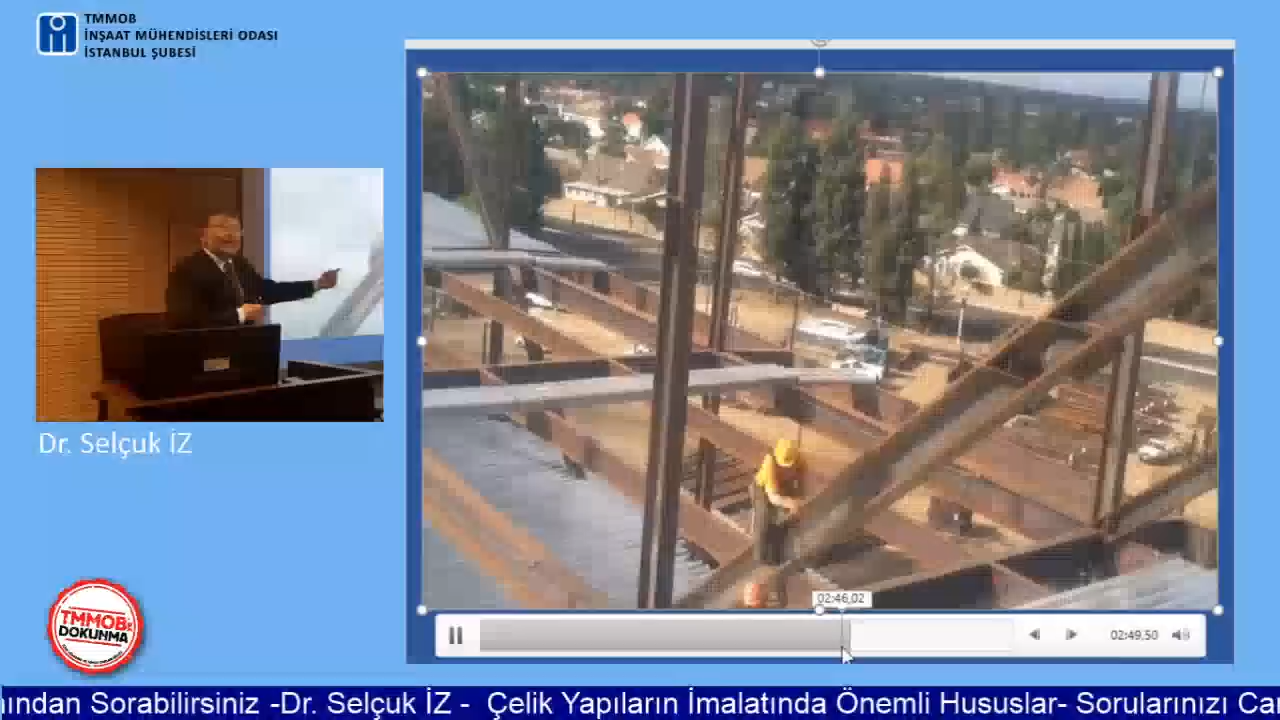 TMMOB
İNŞAAT MÜHENDİSLERİ ODASI
İSTANBUL ŞUBESİ
Dr. Selçuk İZ
TMMOB'a
DOKUNMA
02:46,02
02:49,50
ından Sorabilirsiniz -Dr. Selçuk İZ - Çelik Yapıların İmalatında Önemli Hususlar- Sorularınızı Ca